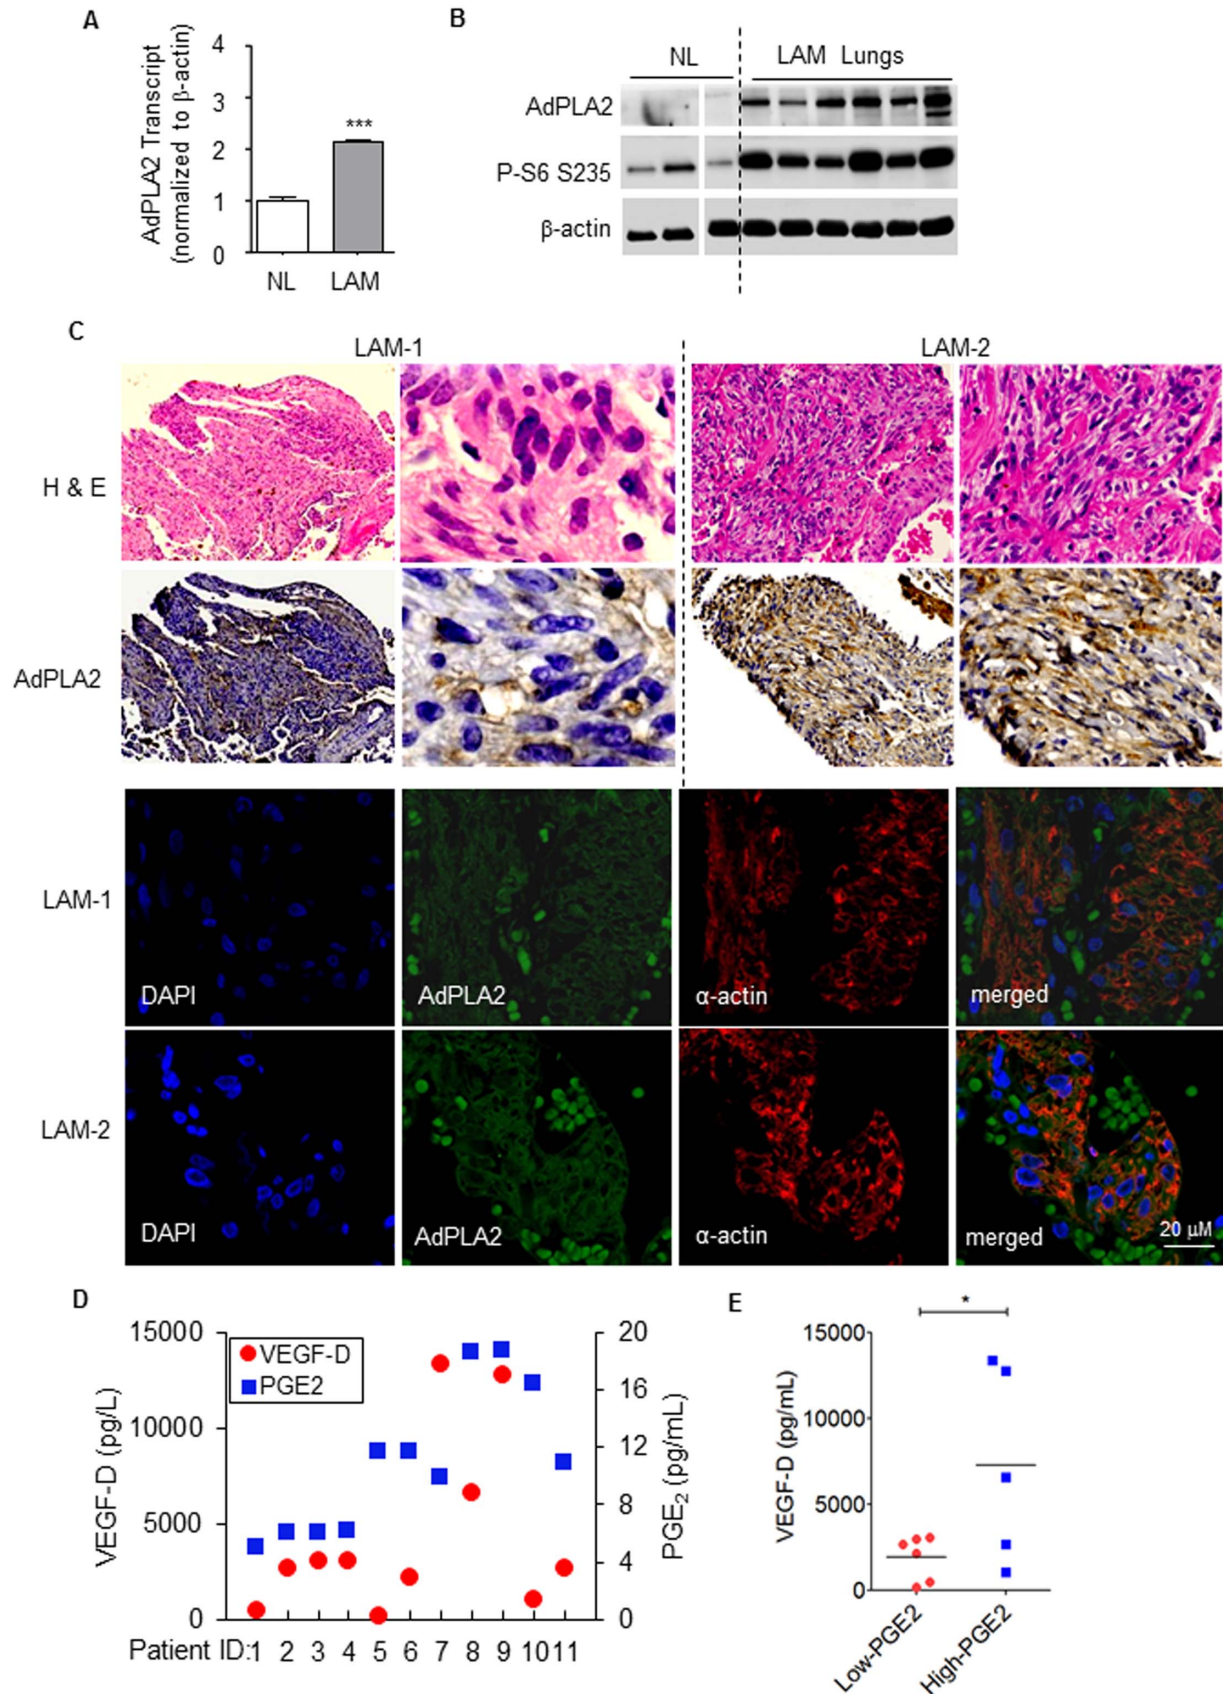 A
AdPLA2 Transcript
(normalized to β-actin)
4
3
2
1
0
***
NL
LAM
B
NL
LAM Lungs
AdPLA2
P-S6 S235
β-actin
C
LAM-1
LAM-2
H & E
AdPLA2
LAM-1
DAPI
AdPLA2
α-actin
merged
LAM-2
DAPI
AdPLA2
α-actin
merged
20 μM
D
VEGF-D (pg/L)
15000
10000
5000
0
VEGF-D
PGE2
20
16
12
8
4
0
PGE₂ (pg/mL)
Patient ID:1 2 3 4 5 6 7 8 9 10 11
E
*
VEGF-D (pg/mL)
15000
10000
5000
0
Low-PGE2
High-PGE2